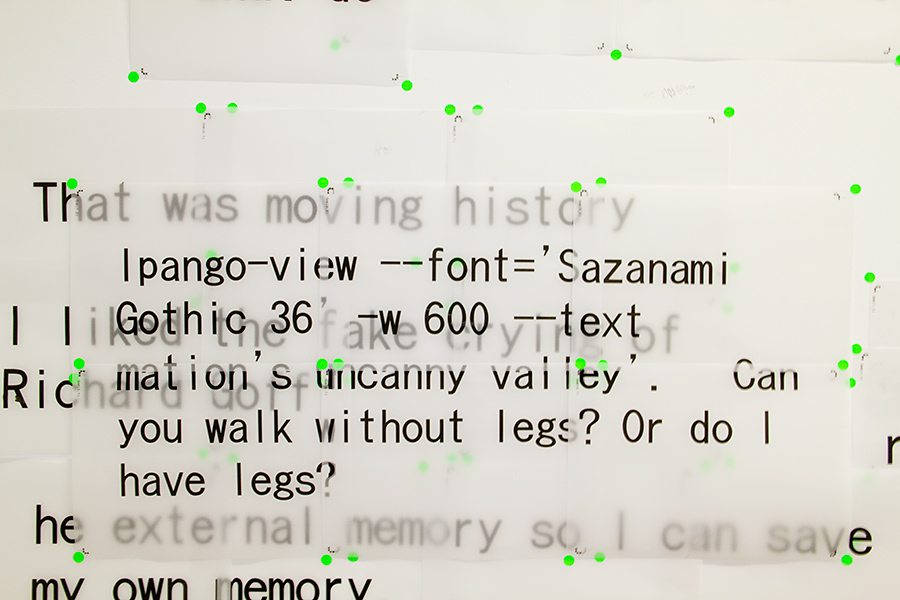 That was moving history
lpango-view --font='Sazanami
Gothic 36' -w 600 --text
I liked the fake crying of
mation's uncanny valley'. Can
Richard Goff
you walk without legs? Or do I
have legs?
he external memory so I can save
my own memory